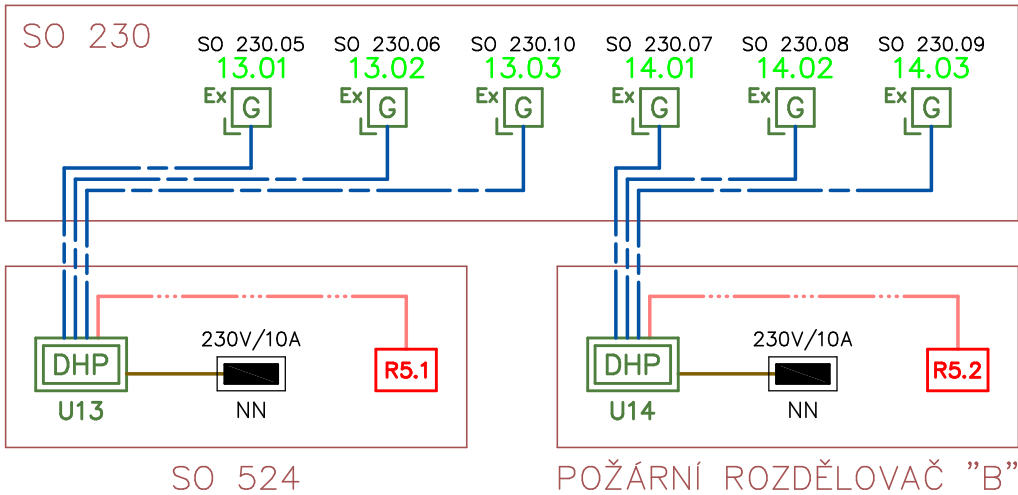 SO 230
SO 230.05 SO 230.06 SO 230.10 SO 230.07 SO 230.08 SO 230.09
13.01 13.02 13.03 14.01 14.02 14.03
Ex G Ex G Ex G Ex G Ex G Ex G
230V/10A 230V/10A
DHP R5.1 DHP R5.2
U13 NN U14 NN
SO 524 POŽÁRNÍ ROZDĚLOVAČ "B"